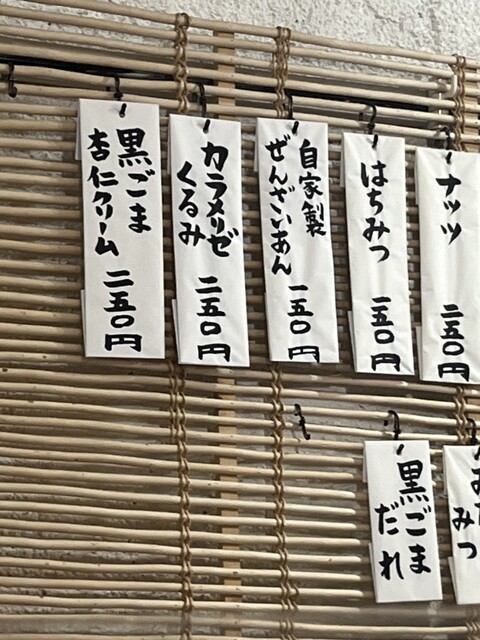 ナッツ
二五〇円
はちみつ
一五〇円
自家製
ぜんざいあん
一五〇円
カラメリゼ
くるみ
二五〇円
黒ごま
杏仁クリーム
二五〇円
みつ
黒ごま
だれ